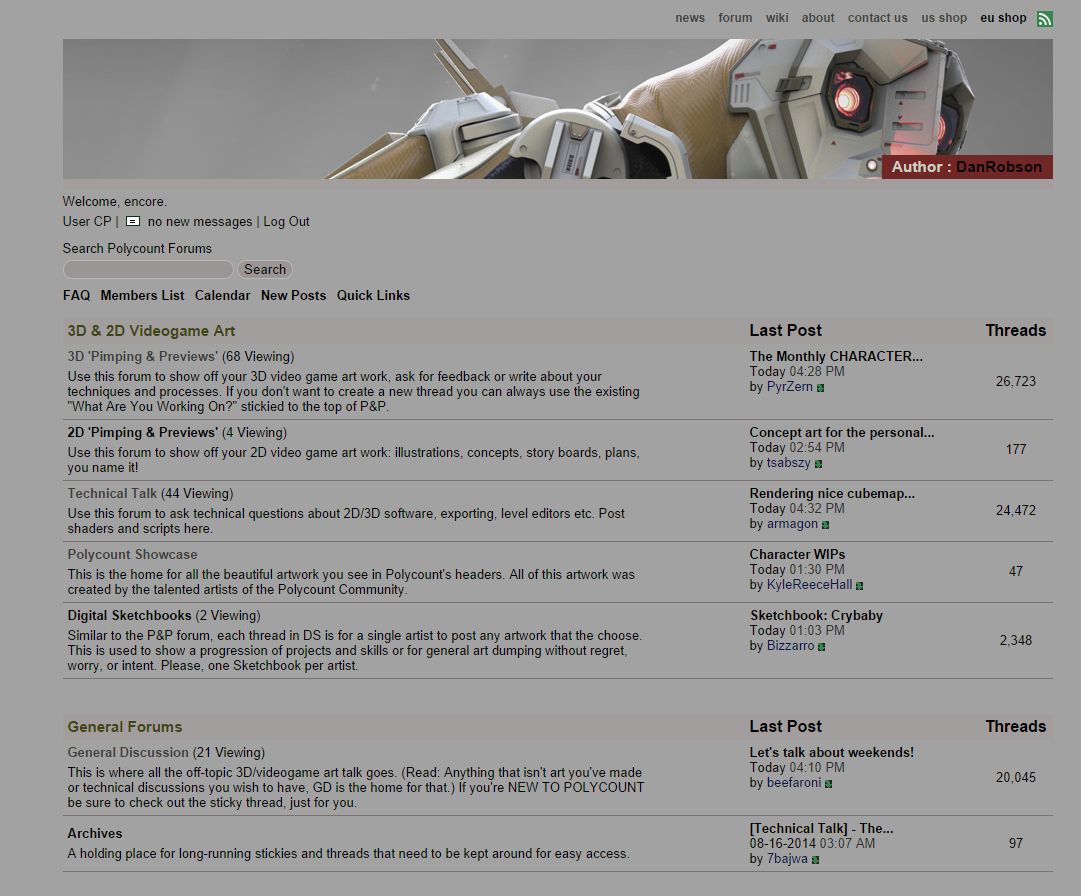 news forum wiki about contact us us shop eu shop
Author : DanRobson
Welcome, encore.
User CP | no new messages | Log Out
Search Polycount Forums
Search
FAQ Members List Calendar New Posts Quick Links
3D & 2D Videogame Art Last Post Threads
3D 'Pimping & Previews' (68 Viewing)
Use this forum to show off your 3D video game art work, ask for feedback or write about your
techniques and processes. If you don't want to create a new thread you can always use the existing
"What Are You Working On?" stickied to the top of P&P.
The Monthly CHARACTER...
Today 04:28 PM
by PyrZern
26,723
2D 'Pimping & Previews' (4 Viewing)
Use this forum to show off your 2D video game art work: illustrations, concepts, story boards, plans,
you name it!
Concept art for the personal...
Today 02:54 PM
by tsabszy
177
Technical Talk (44 Viewing)
Use this forum to ask technical questions about 2D/3D software, exporting, level editors etc. Post
shaders and scripts here.
Rendering nice cubemap...
Today 04:32 PM
by armagon
24,472
Polycount Showcase
This is the home for all the beautiful artwork you see in Polycount's headers. All of this artwork was
created by the talented artists of the Polycount Community.
Character WIPs
Today 01:30 PM
by KyleReeceHall
47
Digital Sketchbooks (2 Viewing)
Similar to the P&P forum, each thread in DS is for a single artist to post any artwork that the choose.
This is used to show a progression of projects and skills or for general art dumping without regret,
worry, or intent. Please, one Sketchbook per artist.
Sketchbook: Crybaby
Today 01:03 PM
by Bizzarro
2,348
General Forums Last Post Threads
General Discussion (21 Viewing)
This is where all the off-topic 3D/videogame art talk goes. (Read: Anything that isn't art you've made
or technical discussions you wish to have, GD is the home for that.) If you're NEW TO POLYCOUNT
be sure to check out the sticky thread, just for you.
Let's talk about weekends!
Today 04:10 PM
by beefaroni
20,045
Archives
A holding place for long-running stickies and threads that need to be kept around for easy access.
[Technical Talk] - The...
08-16-2014 03:07 AM
by 7bajwa
97